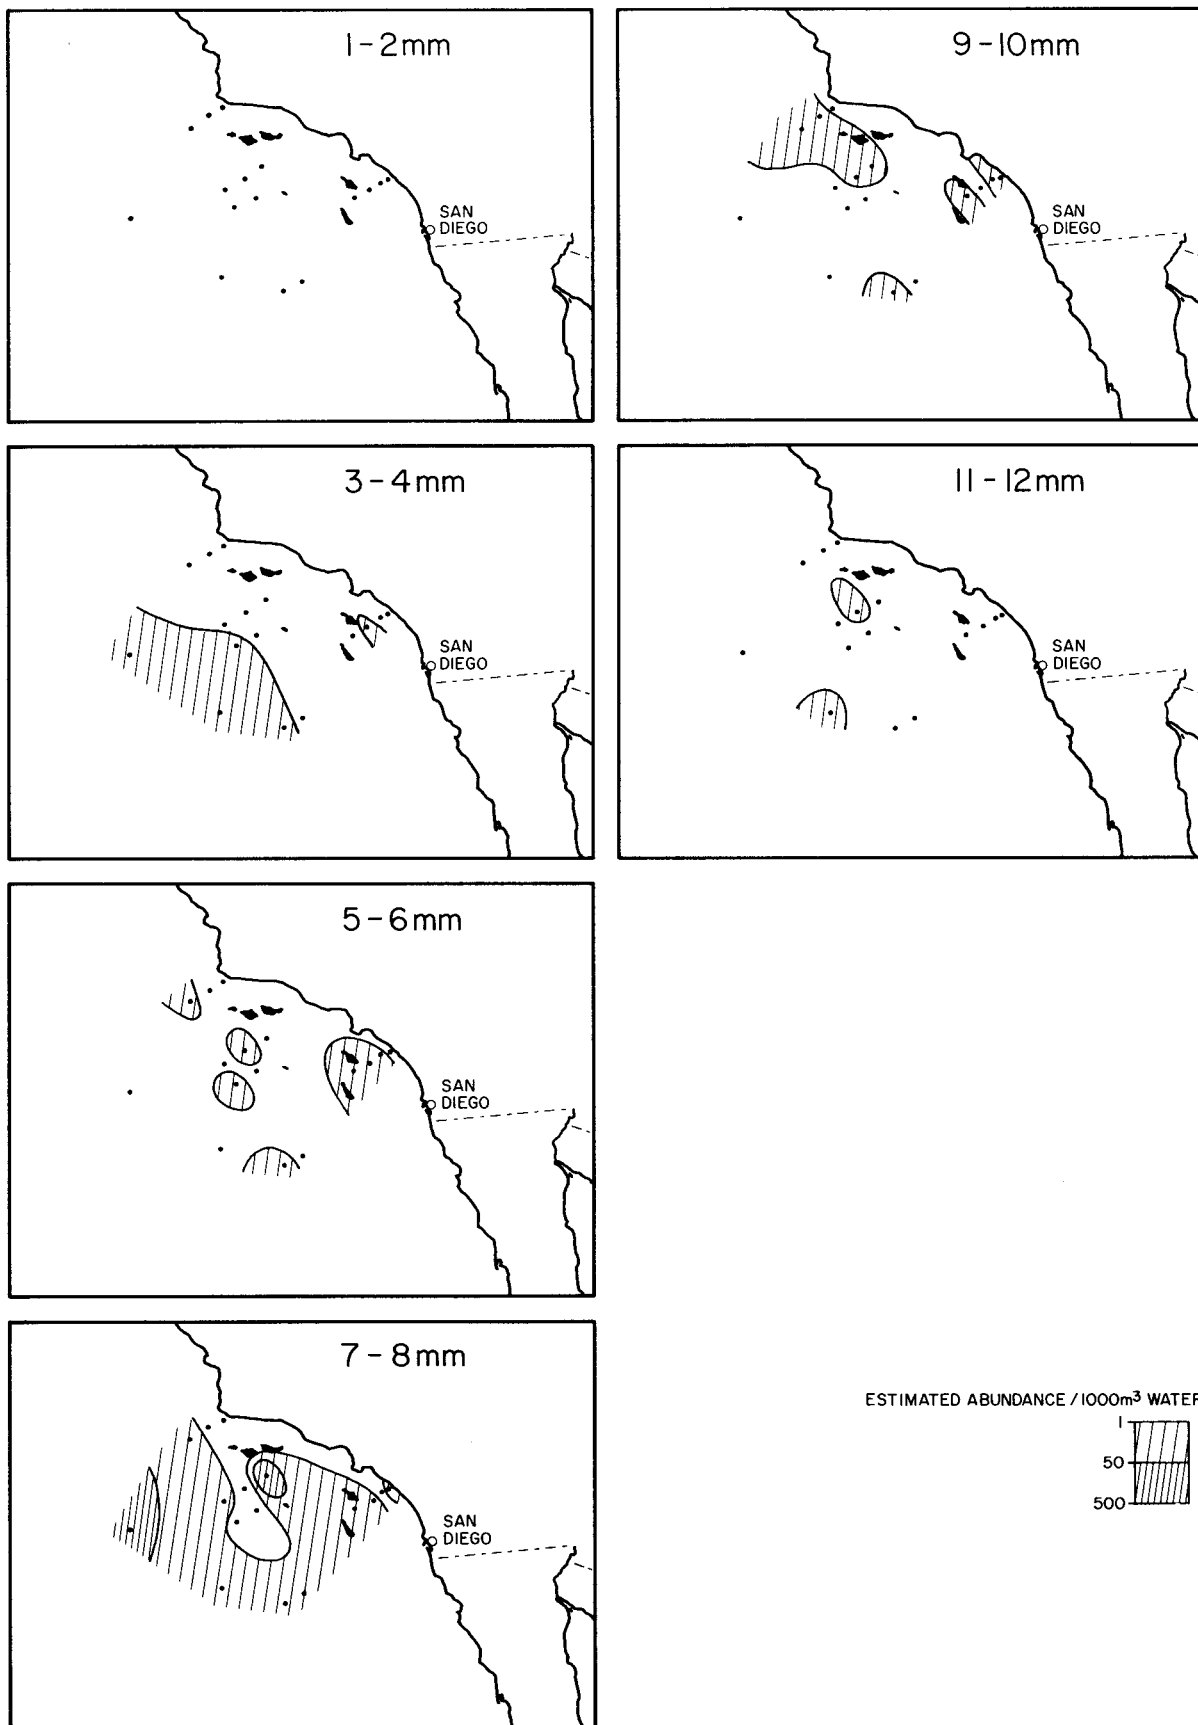 1-2mm
SAN
DIEGO
9-10mm
SAN
DIEGO
3-4mm
SAN
DIEGO
11-12mm
SAN
DIEGO
5-6mm
SAN
DIEGO
7-8mm
SAN
DIEGO
ESTIMATED ABUNDANCE/1000m³ WATER
1
50
500